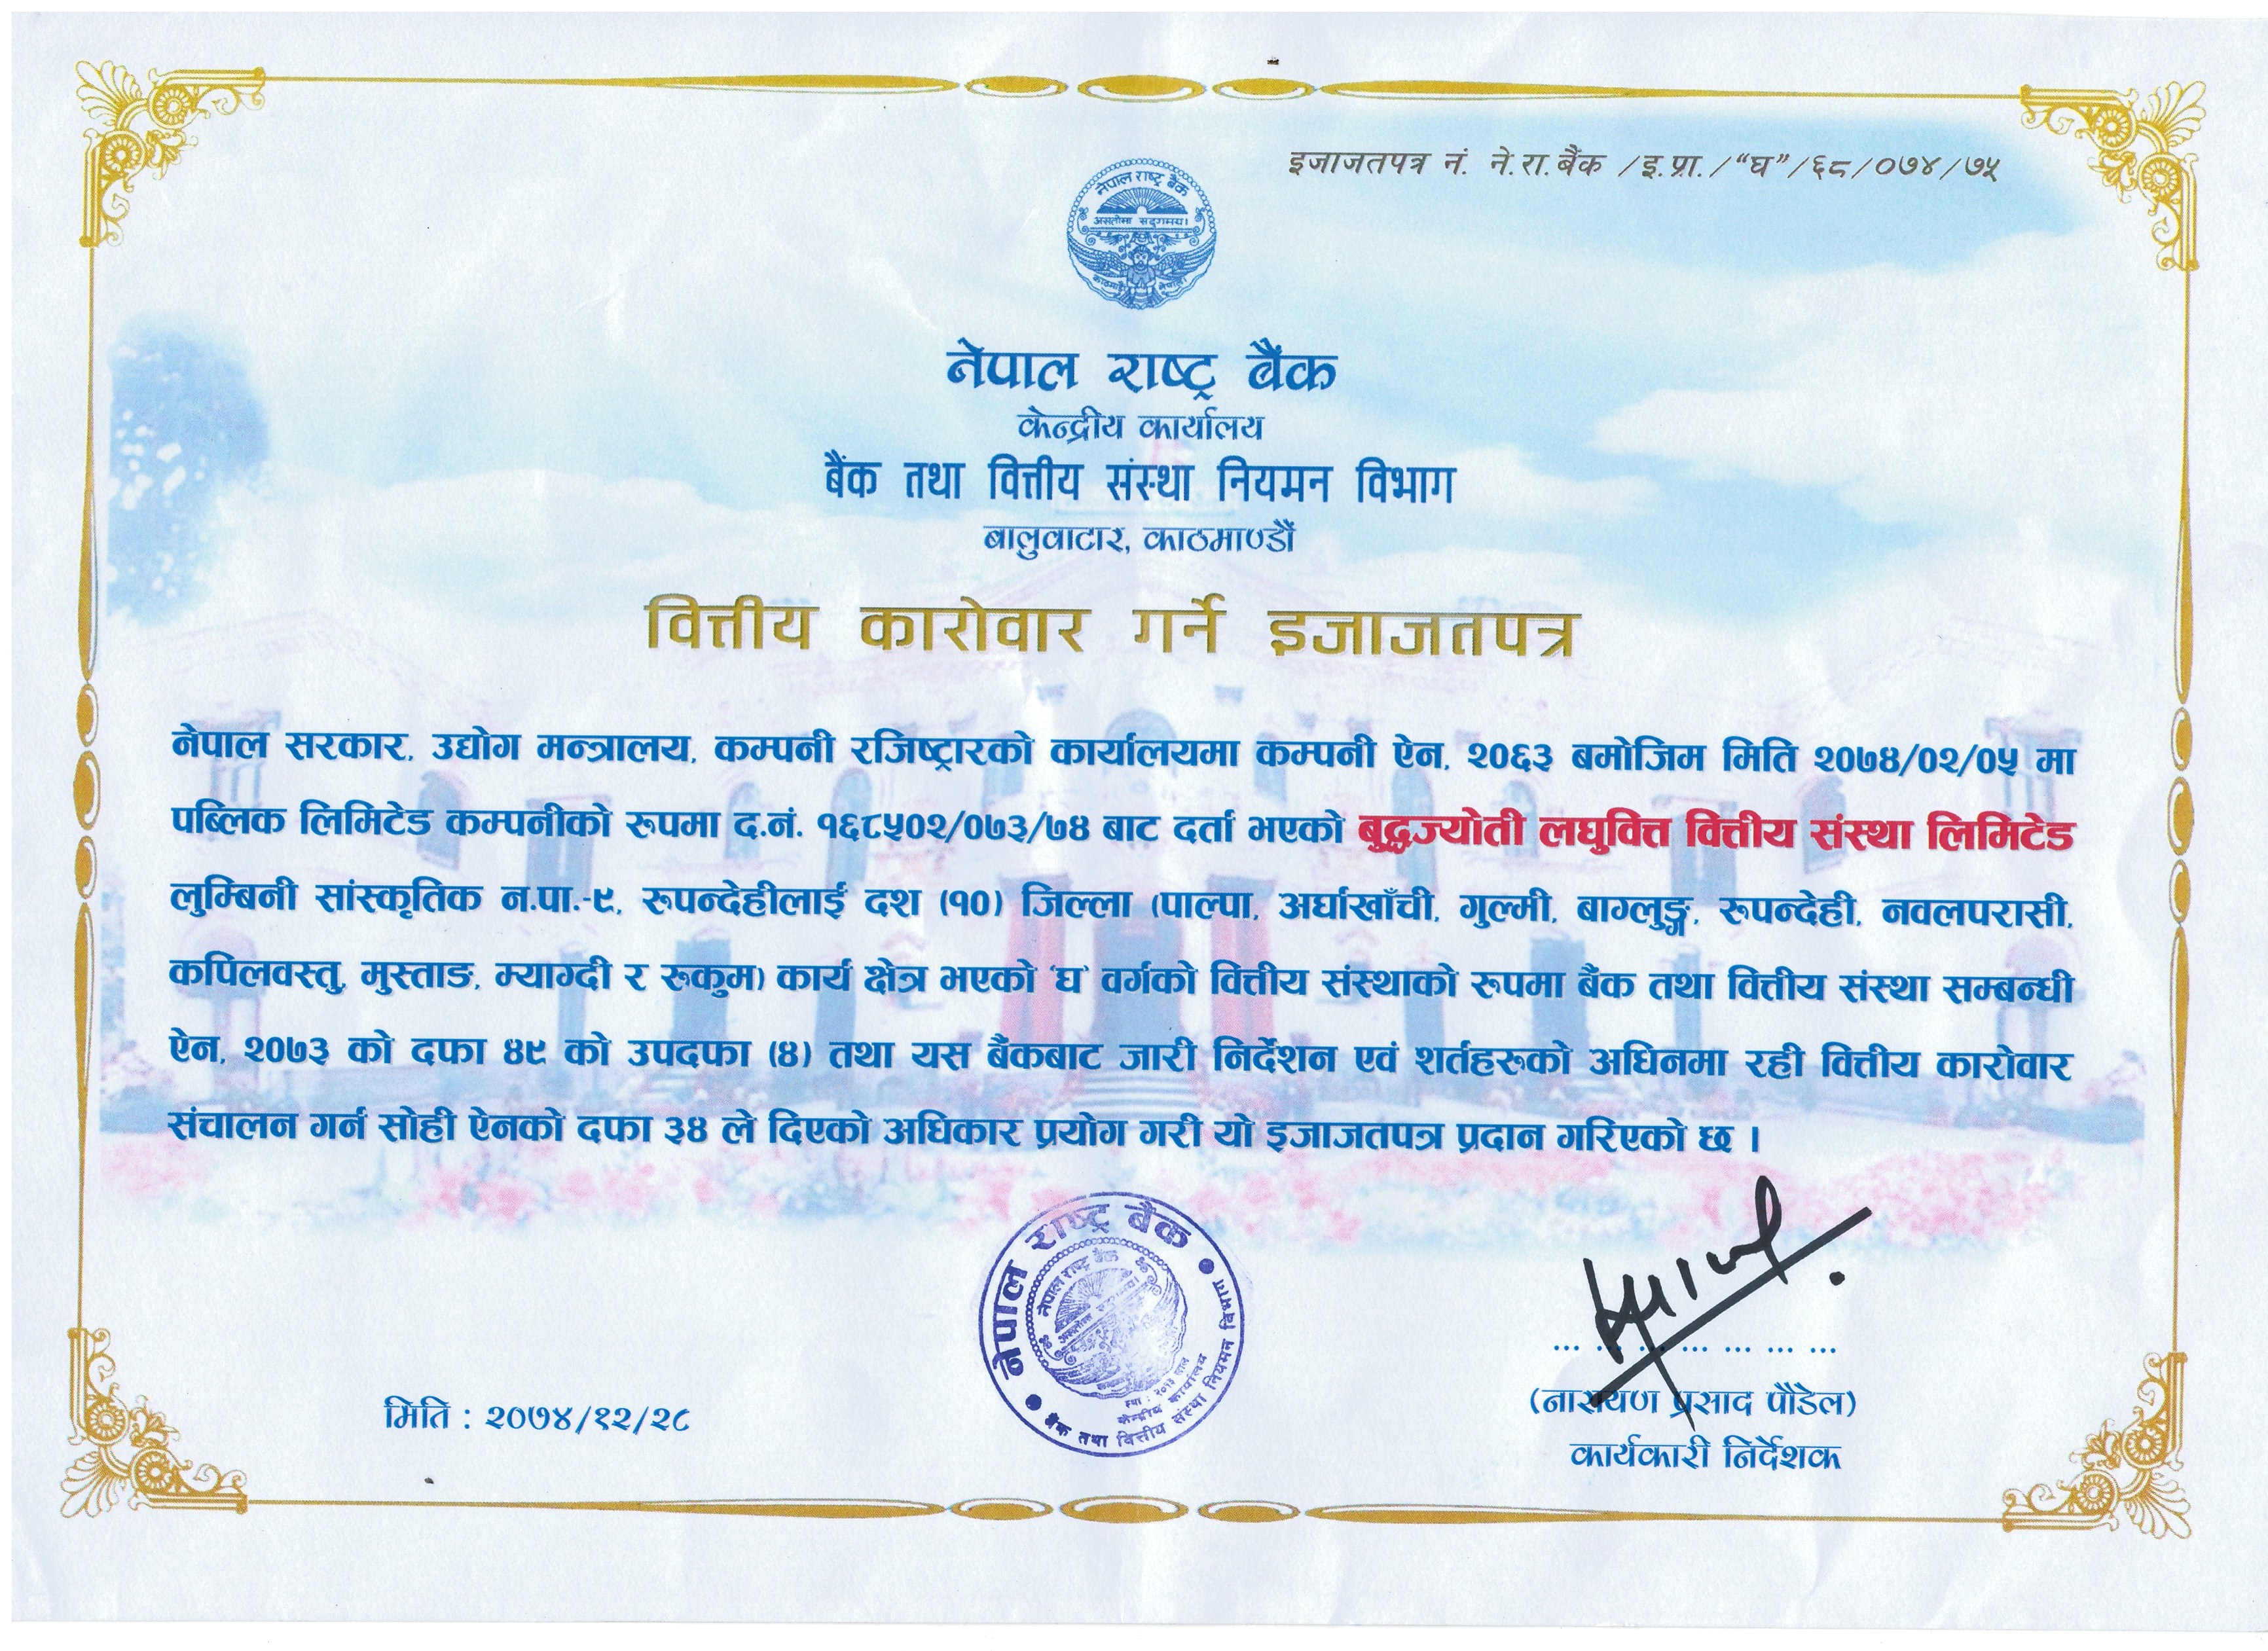 इजाजतपत्र नं. ने.रा.बैंक /इ.प्रा./“घ”/६८/०७४/७५
नेपाल राष्ट्र बैंक
असतोमा सद्गमय।
काठमाडौं नेपाल।
नेपाल राष्ट्र बैंक
केन्द्रीय कार्यालय
बैंक तथा वित्तीय संस्था नियमन विभाग
बालुवाटार, काठमाण्डौं
वित्तीय कारोवार गर्ने इजाजतपत्र
नेपाल सरकार, उद्योग मन्त्रालय, कम्पनी रजिष्ट्रारको कार्यालयमा कम्पनी ऐन, २०६३ बमोजिम मिति २०७४/०२/०५ मा
पब्लिक लिमिटेड कम्पनीको रुपमा द.नं. १६८५०२/०७३/७४ बाट दर्ता भएको बुद्धज्योती लघुवित्त वित्तीय संस्था लिमिटेड
लुम्बिनी सांस्कृतिक न.पा.-९, रुपन्देहीलाई दश (१०) जिल्ला (पाल्पा, अर्घाखाँची, गुल्मी, बाग्लुङ्ग, रुपन्देही, नवलपरासी,
कपिलवस्तु, मुस्ताङ, म्याग्दी र रुकुम) कार्य क्षेत्र भएको ‘घ’ वर्गको वित्तीय संस्थाको रुपमा बैंक तथा वित्तीय संस्था सम्बन्धी
ऐन, २०७३ को दफा ४९ को उपदफा (४) तथा यस बैंकबाट जारी निर्देशन एवं शर्तहरुको अधिनमा रही वित्तीय कारोवार
संचालन गर्न सोही ऐनको दफा ३४ ले दिएको अधिकार प्रयोग गरी यो इजाजतपत्र प्रदान गरिएको छ ।
नेपाल राष्ट्र बैंक
नेपाल राष्ट्र बैंक
केन्द्रीय कार्यालय
बैंक तथा वित्तीय संस्था नियमन विभाग
... ... ... ... ... ... ...
मिति : २०७४/१२/२८
(नारायण प्रसाद पौडेल)
कार्यकारी निर्देशक